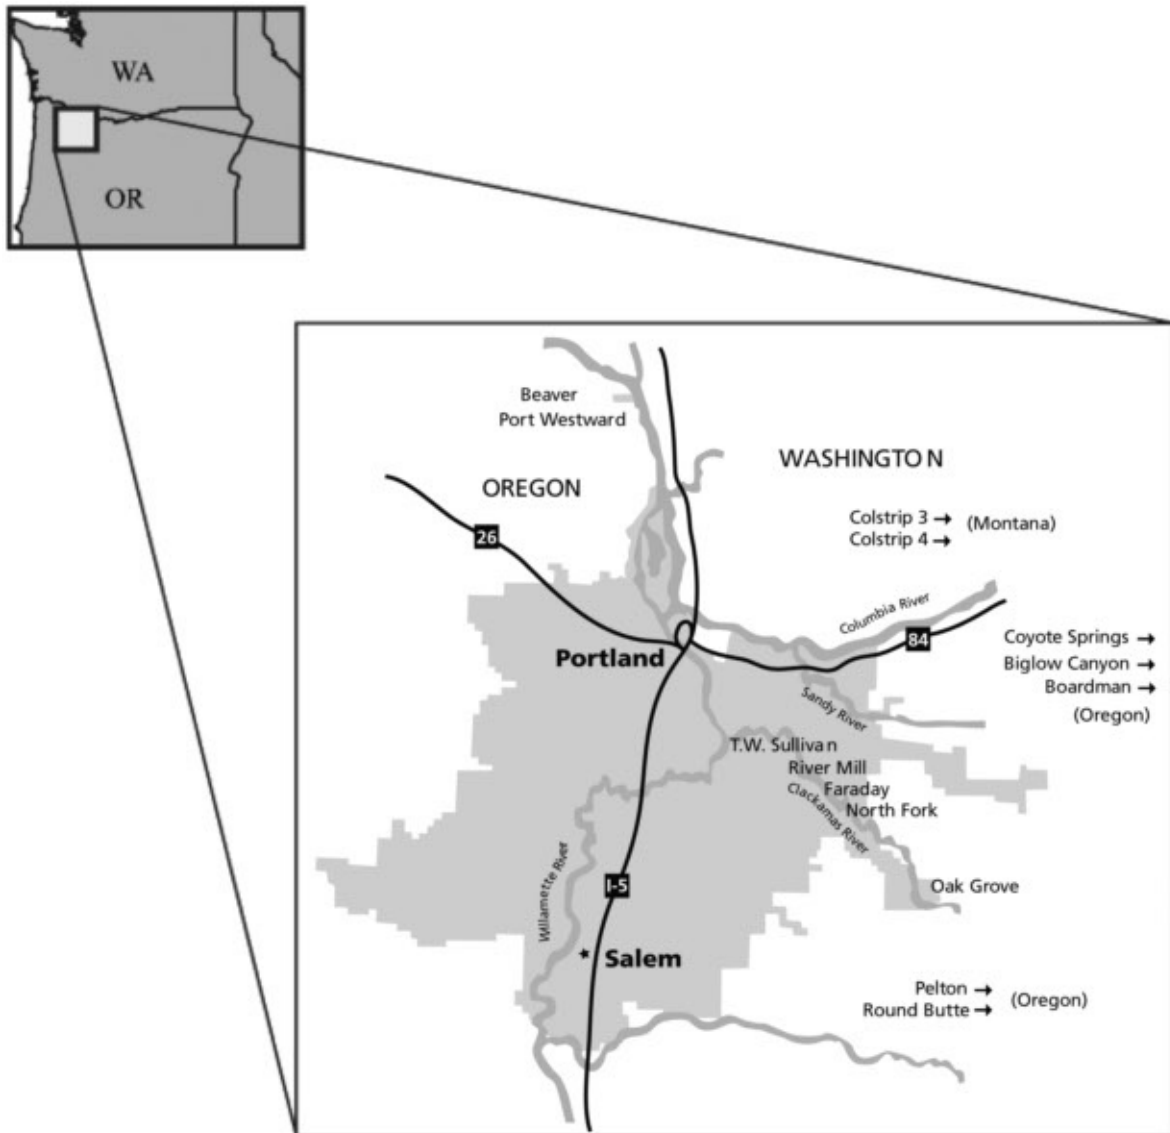 WA
OR
Beaver
Port Westward
WASHINGTON
OREGON
Colstrip 3 → (Montana)
Colstrip 4 →
26
Columbia River
84
Coyote Springs →
Biglow Canyon →
Boardman →
(Oregon)
Portland
Sandy River
T.W. Sullivan
River Mill
Faraday
North Fork
Clackamas River
Willamette River
I-5
Oak Grove
Salem
Pelton →
Round Butte →
(Oregon)